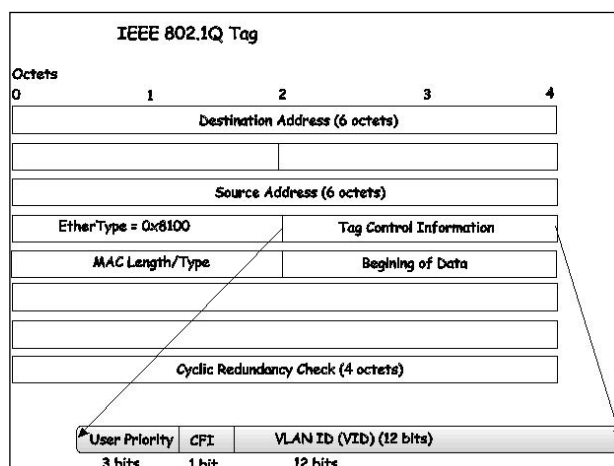 IEEE 802.1Q Tag
Octets
0 1 2 3 4
Destination Address (6 octets)
Source Address (6 octets)
EtherType = 0x8100 Tag Control Information
MAC Length/Type Begining of Data
Cyclic Redundancy Check (4 octets)
User Priority CFI VLAN ID (VID) (12 bits)
3 bits 1 bit 12 bits